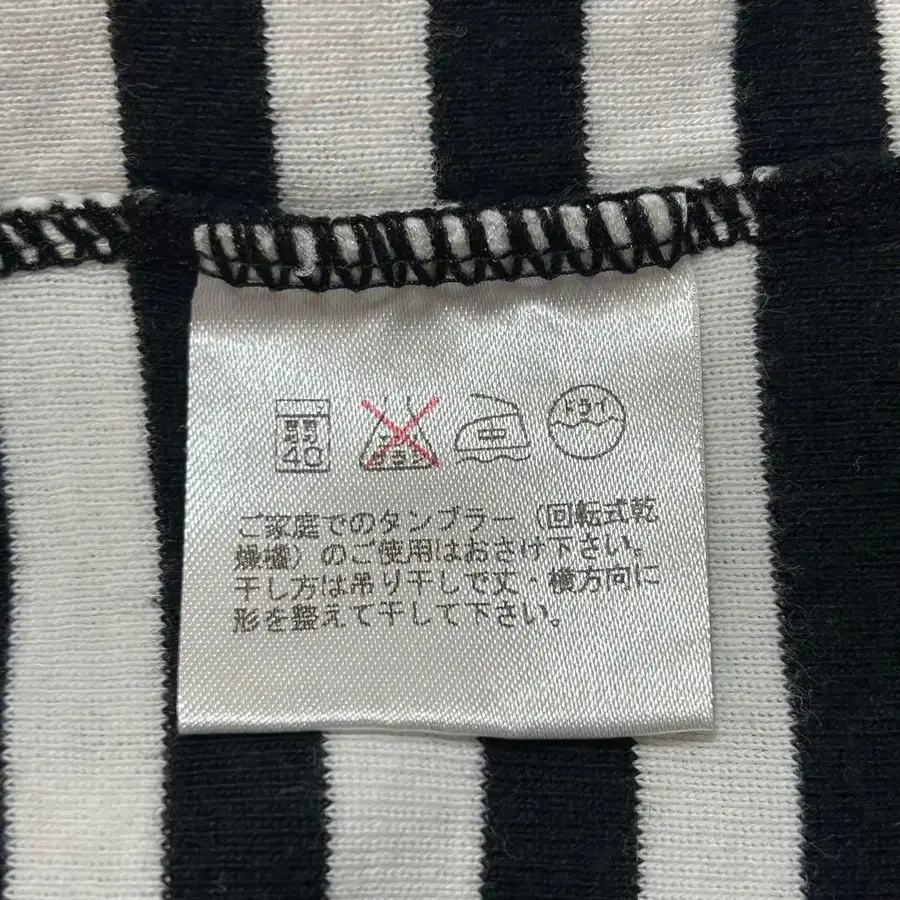 40
ドライ
ご家庭でのタンブラー（回転式乾
燥機）のご使用はおさけ下さい。
干し方は吊り干しで丈・横方向に
形を整えて干して下さい。